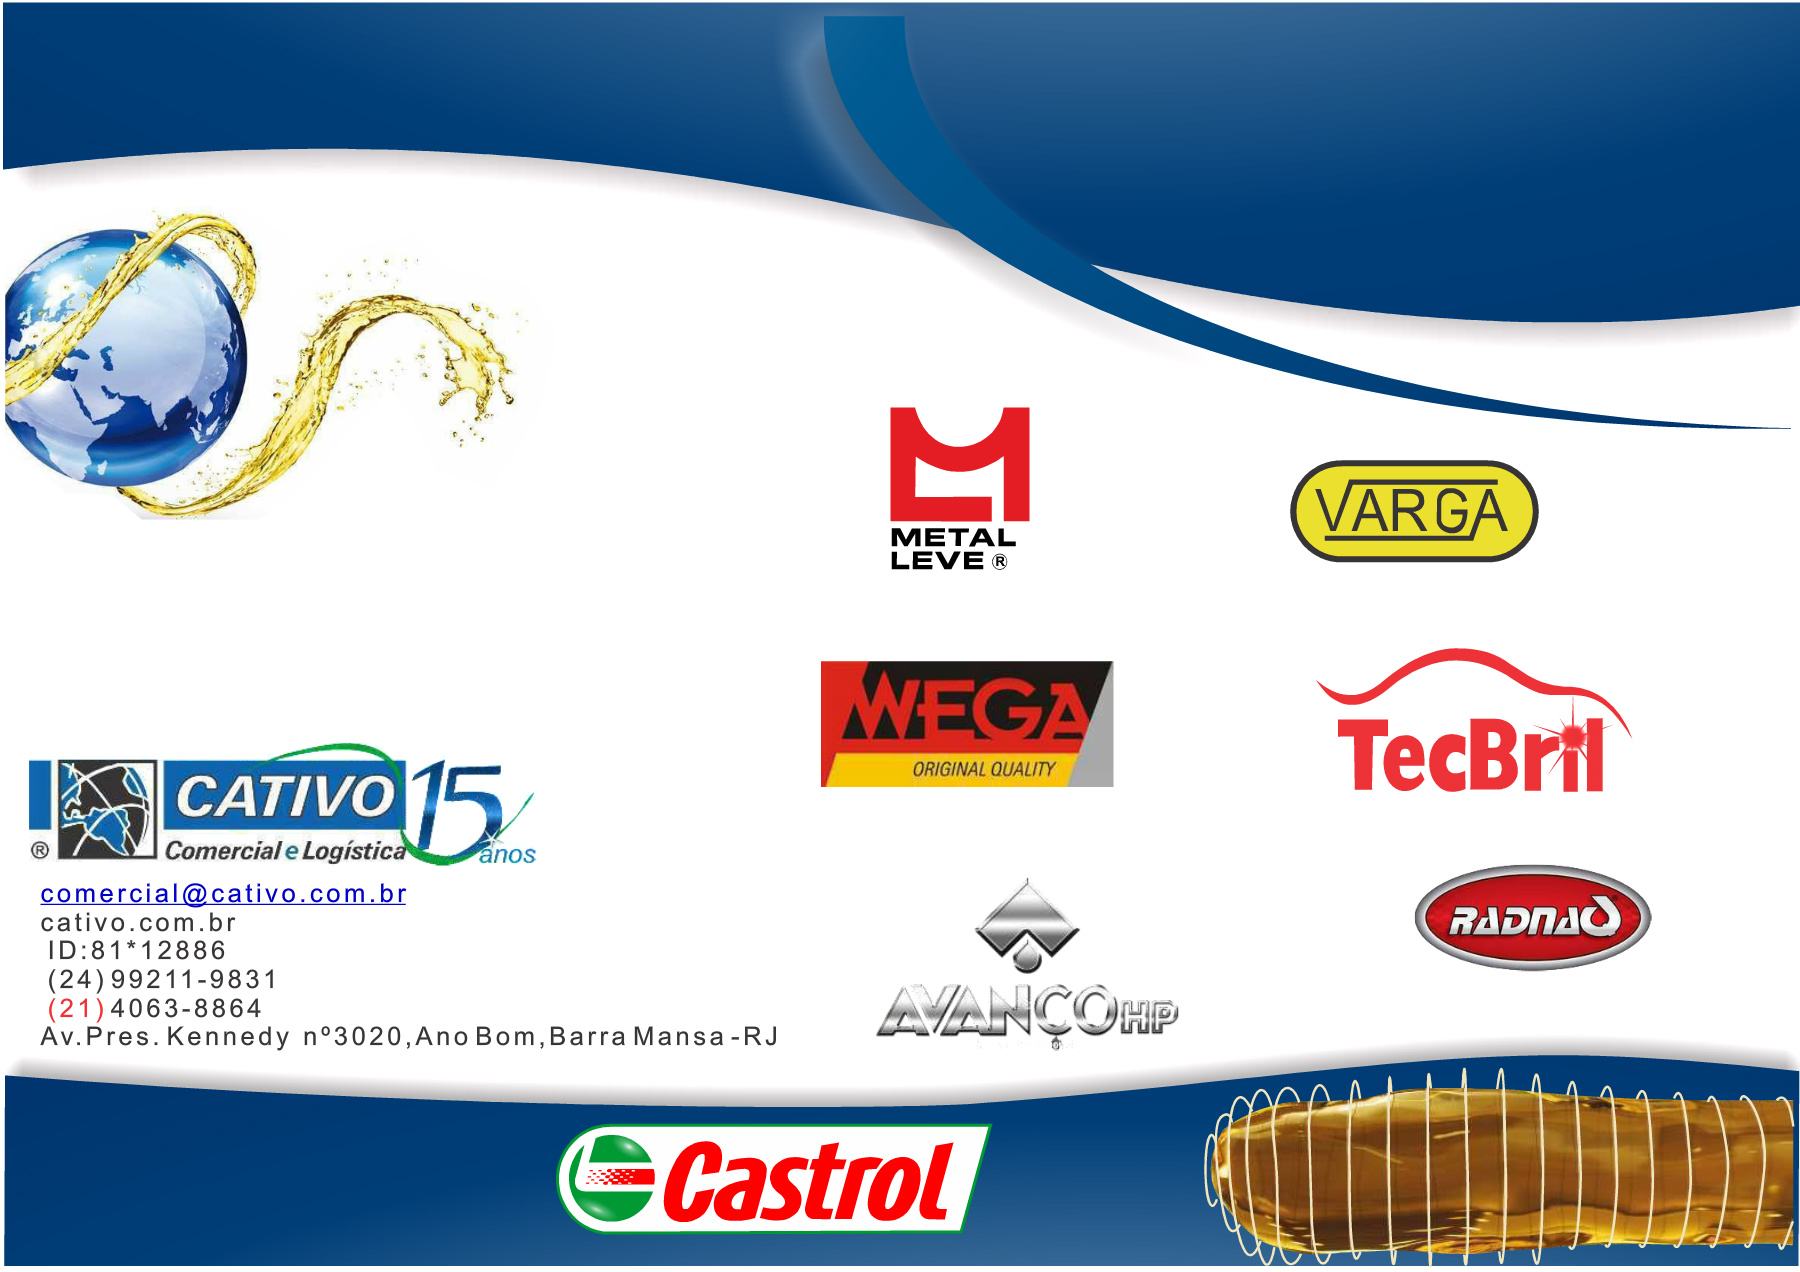 METAL
LEVE ®
VARGA
WEGA
ORIGINAL QUALITY
TecBril
CATIVO 15
® Comercial e Logística anos
comercial@cativo.com.br
cativo.com.br
ID:81*12886
(24)99211-9831
(21)4063-8864
Av.Pres.Kennedy nº3020,Ano Bom,Barra Mansa-RJ
RADNAQ
AVANÇO HP
Castrol